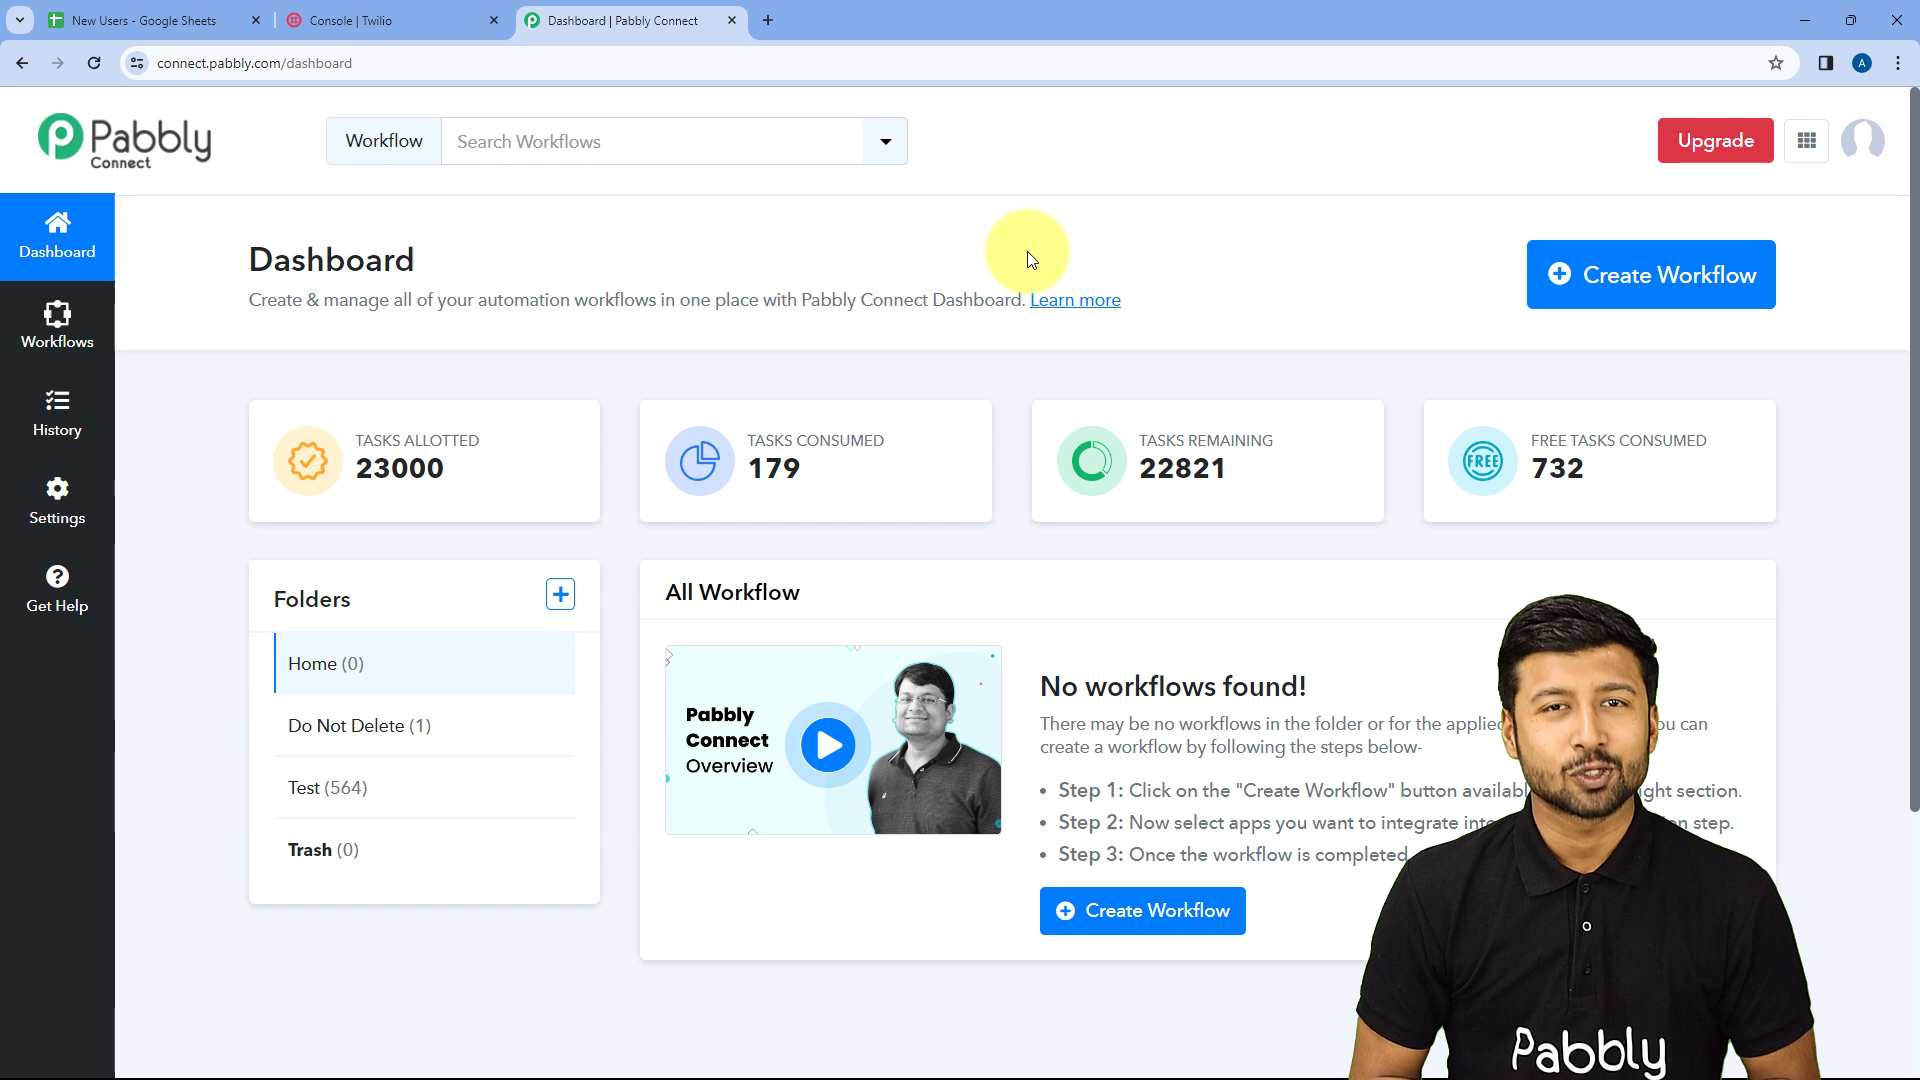 New Users - Google Sheets
Console | Twilio
Dashboard | Pabbly Connect
connect.pabbly.com/dashboard
A
Pabbly
Connect
Workflow
Search Workflows
Upgrade
Dashboard
Workflows
History
Settings
Get Help
Dashboard
Create & manage all of your automation workflows in one place with Pabbly Connect Dashboard. Learn more
Create Workflow
TASKS ALLOTTED
23000
TASKS CONSUMED
179
TASKS REMAINING
22821
FREE
FREE TASKS CONSUMED
732
Folders
Home (0)
Do Not Delete (1)
Test (564)
Trash (0)
All Workflow
Pabbly
Connect
Overview
No workflows found!
There may be no workflows in the folder or for the can
create a workflow by following the steps below-
• Step 1: Click on the "Create Workflow" button section.
• Step 2: Now select apps you want to integrate step.
• Step 3: Once the workflow is completed
Create Workflow
Pabbly